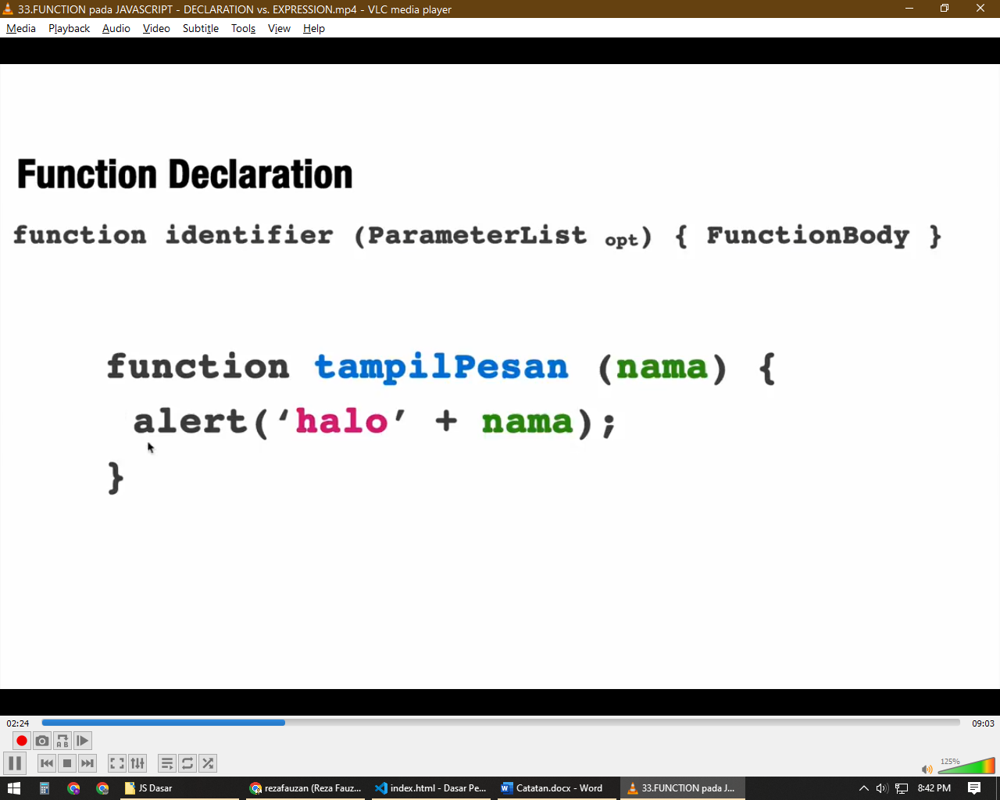 33.FUNCTION pada JAVASCRIPT - DECLARATION vs. EXPRESSION.mp4 - VLC media player
Media Playback Audio Video Subtitle Tools View Help
Function Declaration
function identifier (ParameterList opt) { FunctionBody }
function tampilPesan (nama) {
alert(‘halo’ + nama);
}
02:24 09:03
A B
125%
JS Dasar rezafauzan (Reza Fauz... index.html - Dasar Pe... Catatan.docx - Word 33.FUNCTION pada J... 8:42 PM